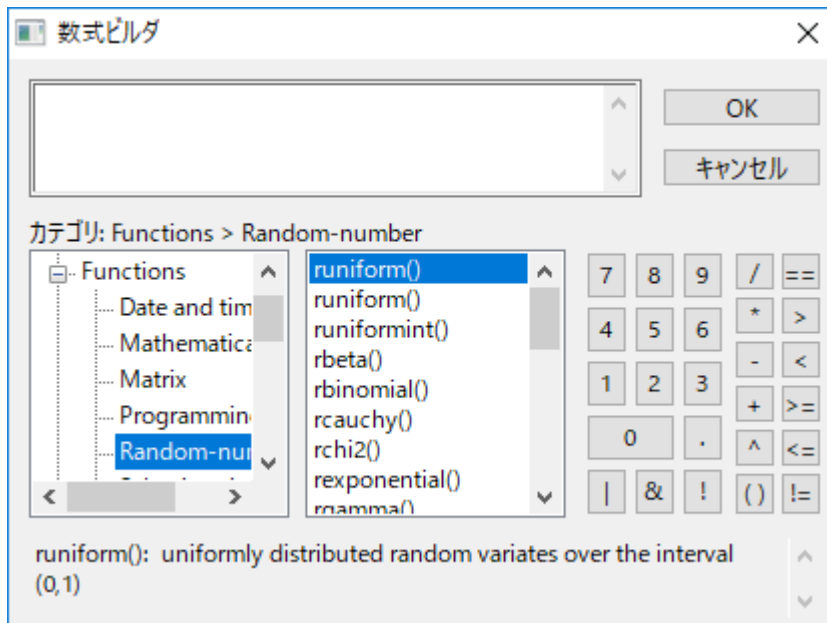 数式ビルダ
OK
キャンセル
カテゴリ: Functions > Random-number
Functions
Date and tim
Mathematica
Matrix
Programmin
Random-nu
runiform()
runiform()
runiformint()
rbeta()
rbinomial()
rcauchy()
rchi2()
rexponential()
rgamma()
7 8 9 / ==
4 5 6 * >
1 2 3 - <
0 . + >=
| & ! ^ <=
() !=
runiform(): uniformly distributed random variates over the interval
(0,1)